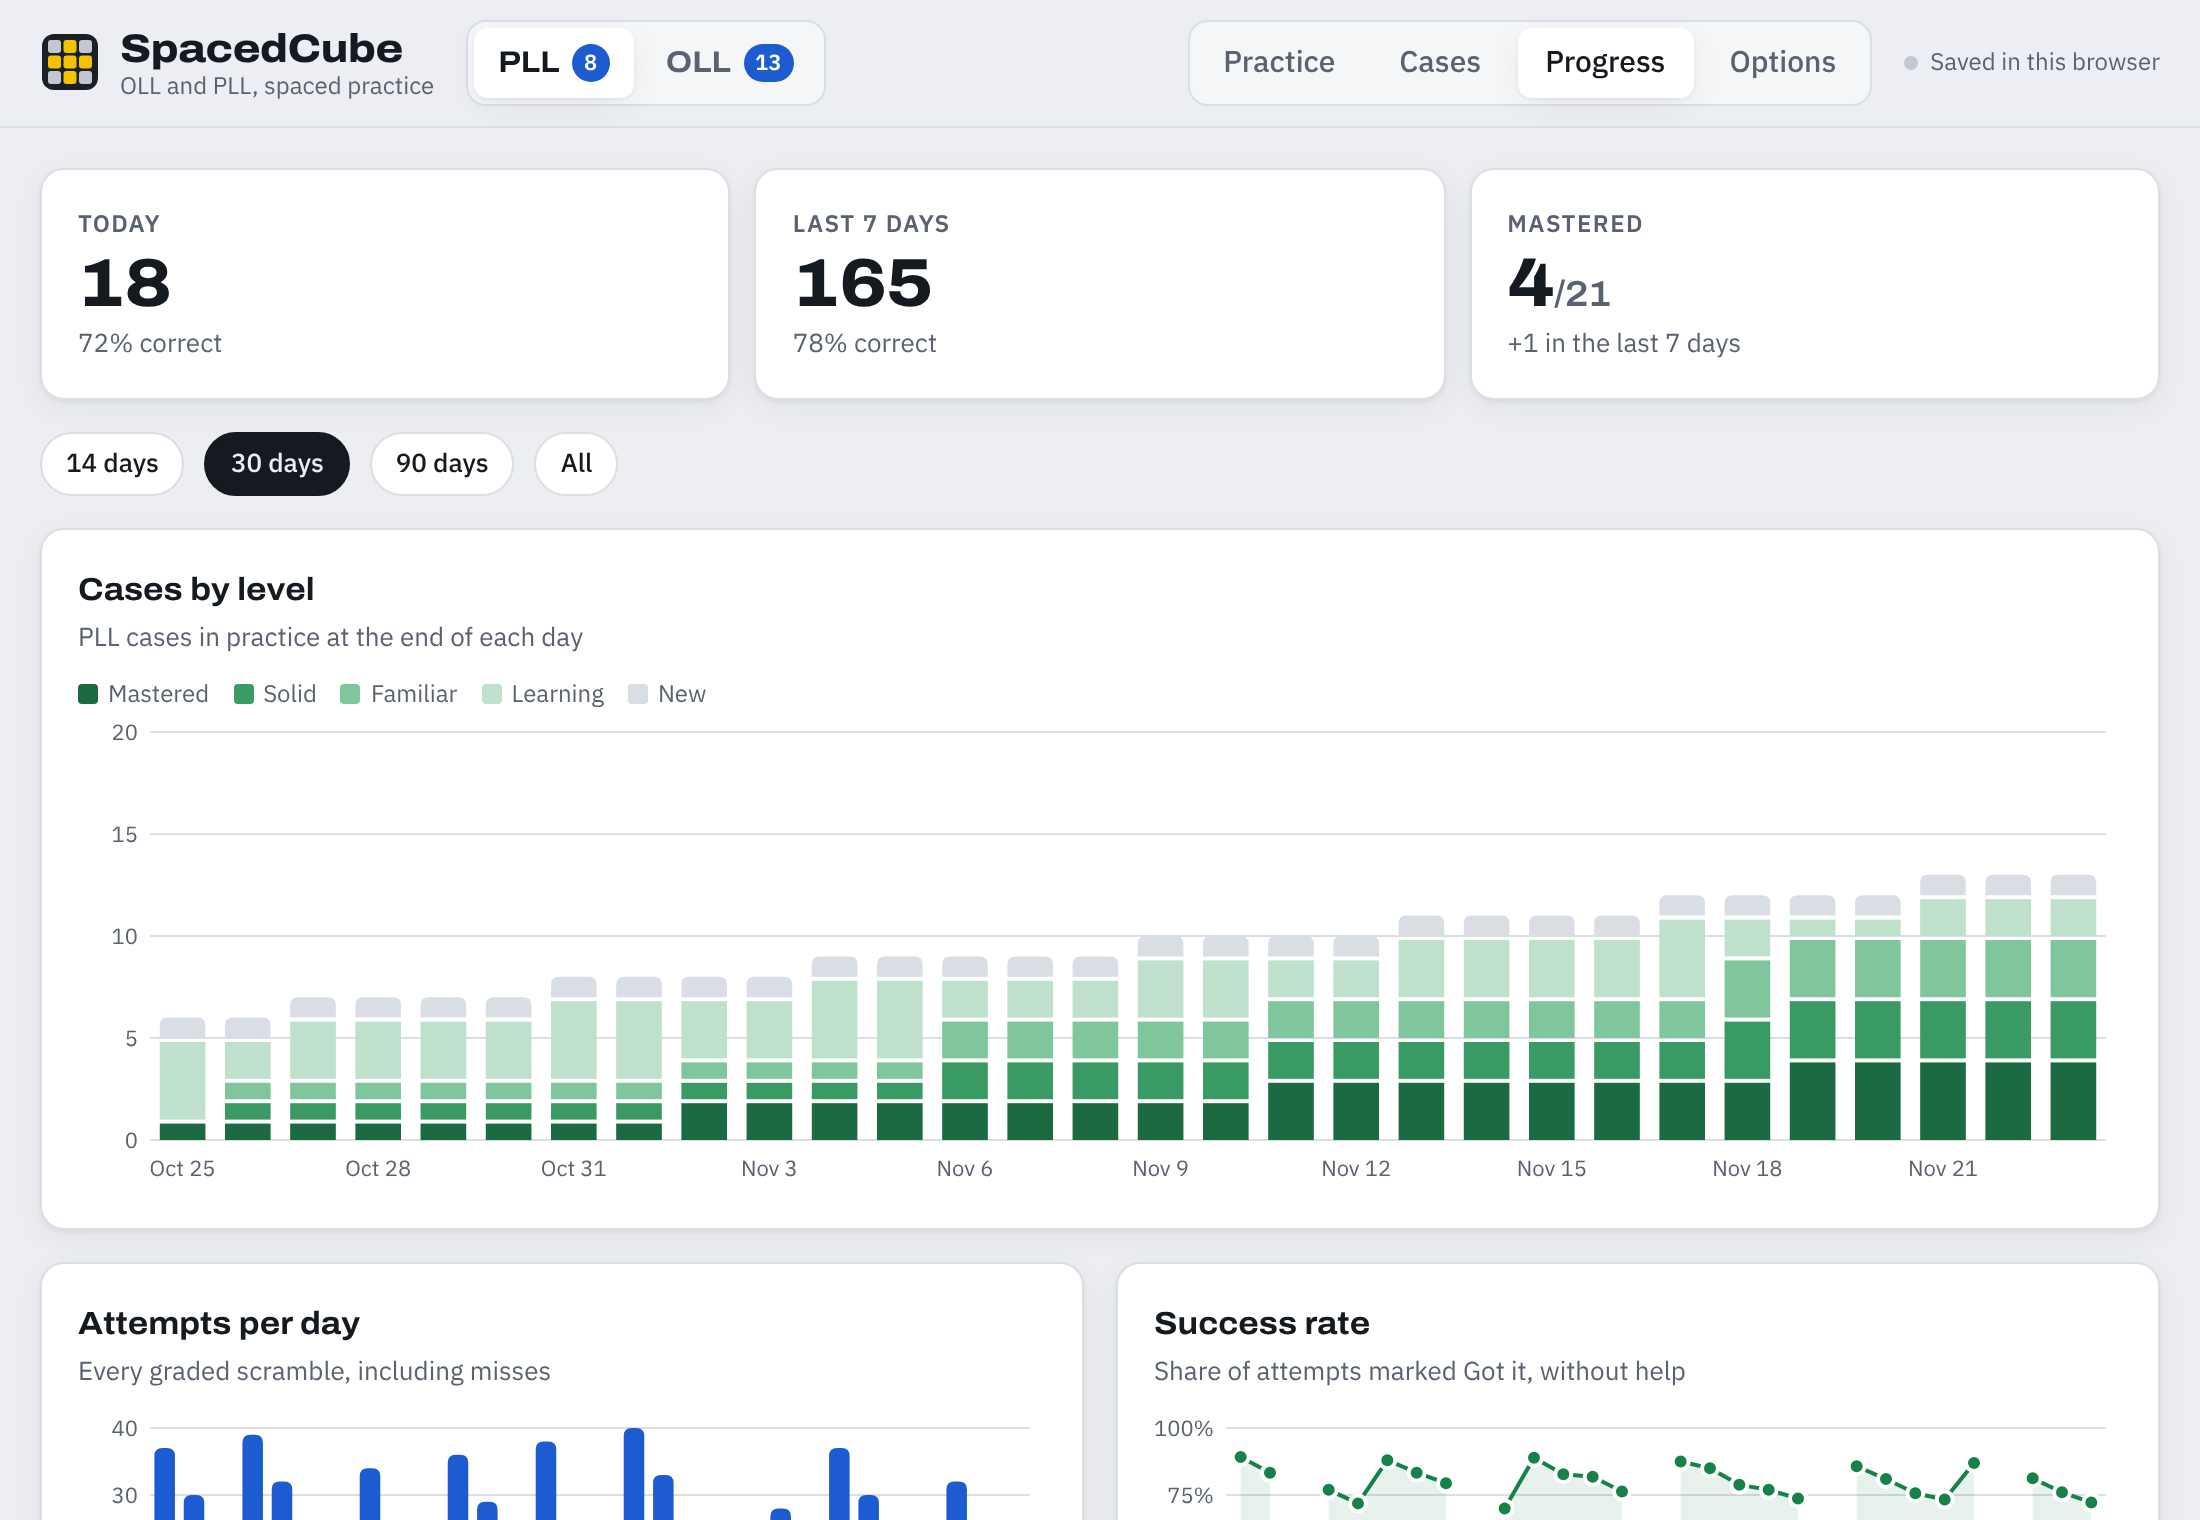 SpacedCube
OLL and PLL, spaced practice
PLL 8
OLL 13
Practice
Cases
Progress
Options
Saved in this browser
TODAY
18
72% correct
LAST 7 DAYS
165
78% correct
MASTERED
4/21
+1 in the last 7 days
14 days
30 days
90 days
All
Cases by level
PLL cases in practice at the end of each day
Mastered
Solid
Familiar
Learning
New
20
15
10
5
0
Oct 25
Oct 28
Oct 31
Nov 3
Nov 6
Nov 9
Nov 12
Nov 15
Nov 18
Nov 21
Attempts per day
Every graded scramble, including misses
40
30
Success rate
Share of attempts marked Got it, without help
100%
75%